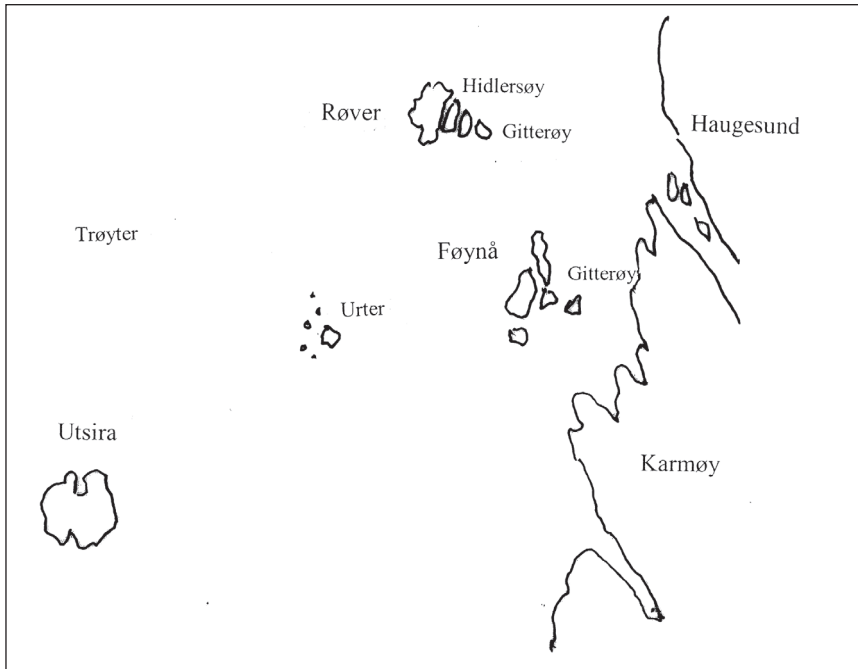 Hidlersøy
Røver
Haugesund
Gitterøy
Trøyter
Føynå
Gitterøy
Urter
Utsira
Karmøy